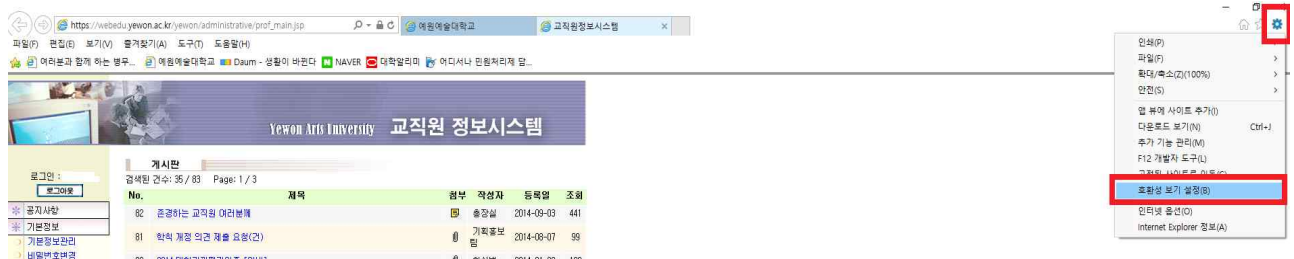 https://webedu.yewon.ac.kr/yewon/administrative/prof_main.jsp
예원예술대학교
교직원정보시스템
파일(F) 편집(E) 보기(V) 즐겨찾기(A) 도구(T) 도움말(H)
여러분과 함께 하는 병무... 예원예술대학교 Daum - 생활이 바뀐다 NAVER 대학알리미 어디서나 민원처리제 담...
인쇄(P)
파일(F)
확대/축소(Z)(100%)
안전(S)
앱 뷰에 사이트 추가(I)
다운로드 보기(N) Ctrl+J
추가 기능 관리(M)
F12 개발자 도구(L)
호환성 보기 설정(B)
인터넷 옵션(O)
Internet Explorer 정보(A)
Yewon Arts University 교직원 정보시스템
로그인 :
로그아웃
공지사항
기본정보
기본정보관리
비밀번호변경
게시판
검색된 건수: 35 / 83 Page: 1 / 3
No. 제목 첨부 작성자 등록일 조회
82 존경하는 교직원 여러분께 총장실 2014-09-03 441
81 학칙 개정 의견 제출 요청(건) 기획홍보팀 2014-08-07 99